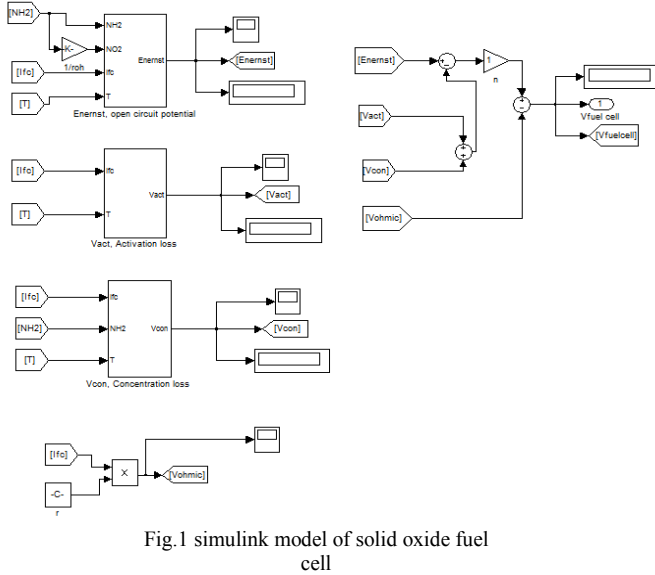 [NH2]
NH2
K-
NO2
1/roh
[Ifc]
Ifc
[T]
T
Enernst
[Enernst]
Enernst, open circuit potential
[Ifc]
Ifc
[T]
T
Vact
[Vact]
Vact, Activation loss
[Ifc]
Ifc
[NH2]
NH2
[T]
T
Vcon
[Vcon]
Vcon, Concentration loss
[Ifc]
-C-
r
X
[Vohmic]
[Enernst]
+
-
1
n
[Vact]
+
+
[Vcon]
[Vohmic]
+
-
1
Vfuel cell
[Vfuelcell]
Fig.1 simulink model of solid oxide fuel
cell